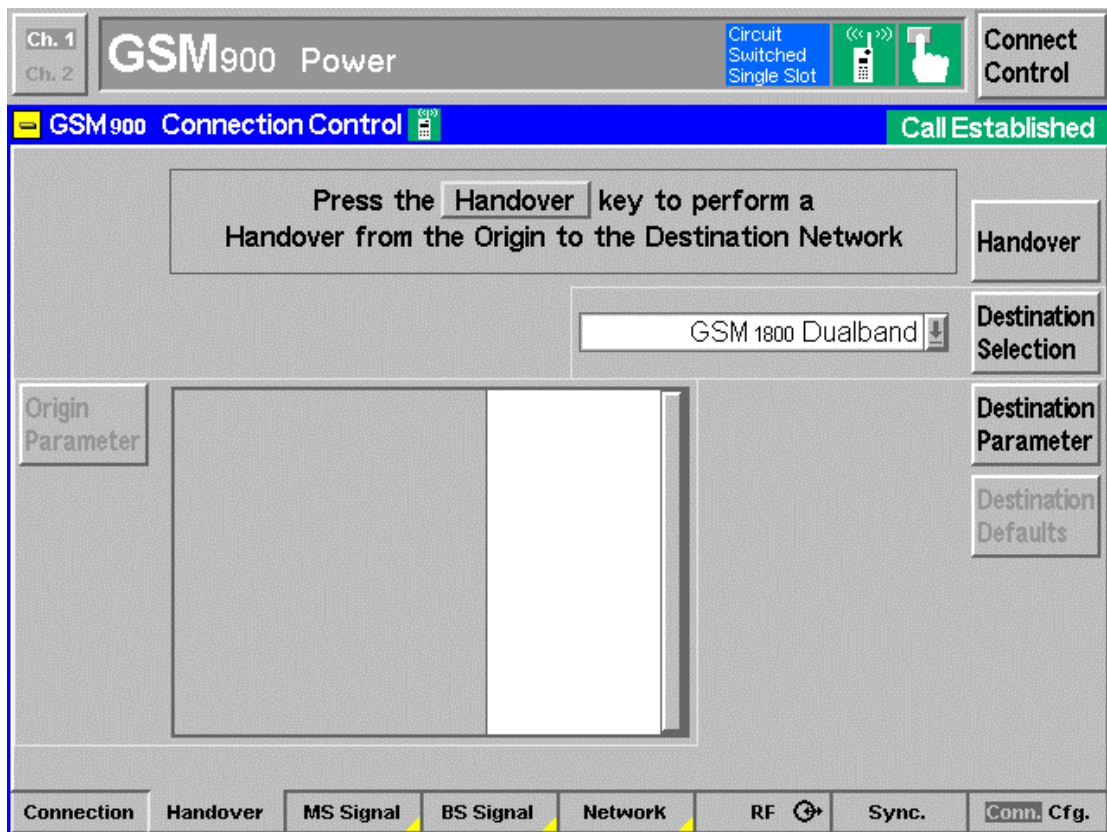 Ch. 1
Ch. 2
GSM900 Power
Circuit
Switched
Single Slot
Connect
Control
GSM 900 Connection Control
Call Established
Press the Handover key to perform a
Handover from the Origin to the Destination Network
Handover
GSM 1800 Dualband
Destination
Selection
Origin
Parameter
Destination
Parameter
Destination
Defaults
Connection Handover MS Signal BS Signal Network RF Sync. Conn. Cfg.